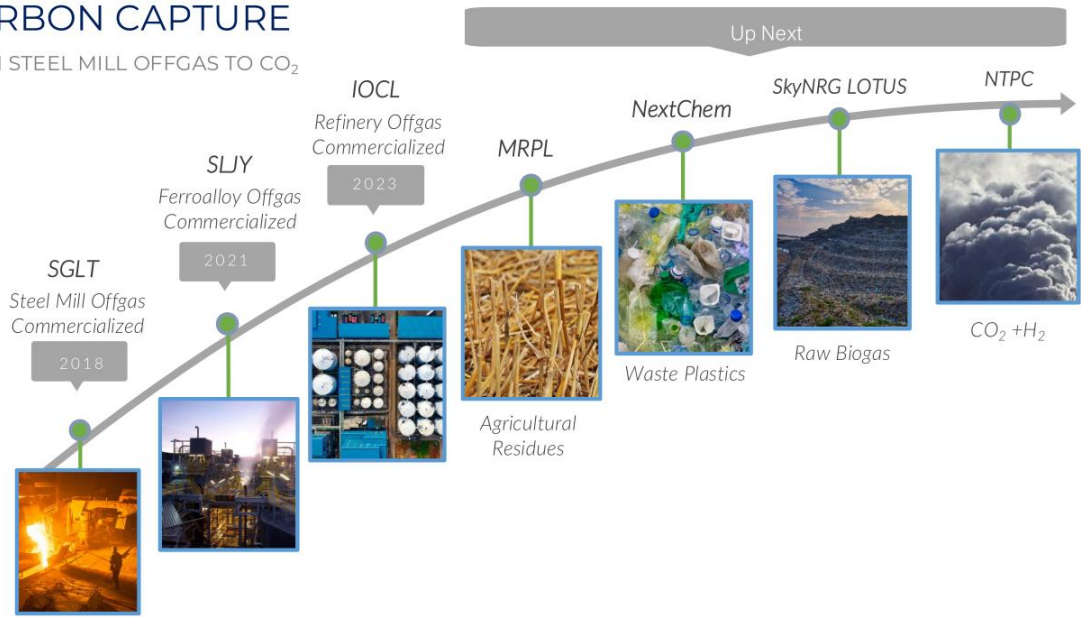 RBON CAPTURE
STEEL MILL OFFGAS TO CO₂
Up Next
SGLT
Steel Mill Offgas
Commercialized
2018
SLJY
Ferroalloy Offgas
Commercialized
2021
IOCL
Refinery Offgas
Commercialized
2023
MRPL
Agricultural
Residues
NextChem
Waste Plastics
SkyNRG LOTUS
Raw Biogas
NTPC
CO₂ +H₂